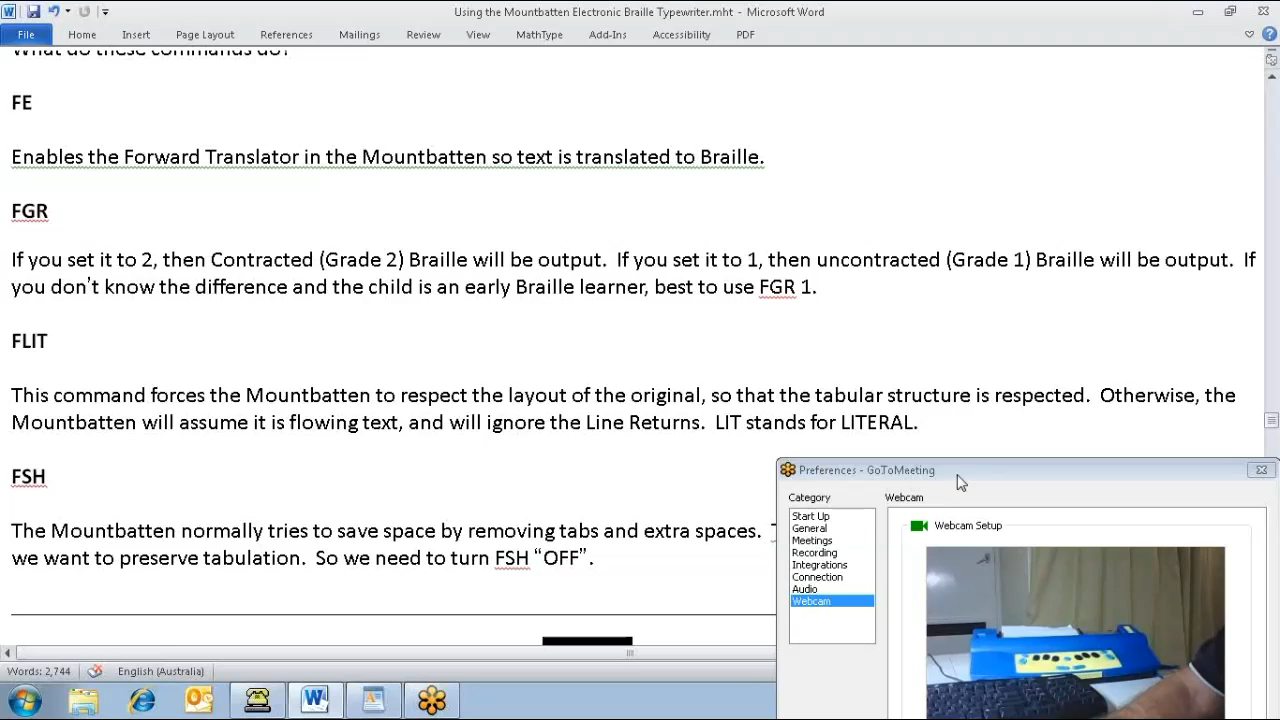 Using the Mountbatten Electronic Braille Typewriter.mht - Microsoft Word
File Home Insert Page Layout References Mailings Review View MathType Add-Ins Accessibility PDF
What do these commands do?
FE
Enables the Forward Translator in the Mountbatten so text is translated to Braille.
FGR
If you set it to 2, then Contracted (Grade 2) Braille will be output. If you set it to 1, then uncontracted (Grade 1) Braille will be output. If
you don't know the difference and the child is an early Braille learner, best to use FGR 1.
FLIT
This command forces the Mountbatten to respect the layout of the original, so that the tabular structure is respected. Otherwise, the
Mountbatten will assume it is flowing text, and will ignore the Line Returns. LIT stands for LITERAL.
FSH
The Mountbatten normally tries to save space by removing tabs and extra spaces.
we want to preserve tabulation. So we need to turn FSH “OFF”.
Preferences - GoToMeeting
Category
Webcam
Start Up
General
Meetings
Recording
Integrations
Connection
Audio
Webcam
Webcam Setup
Words: 2,744 English (Australia)